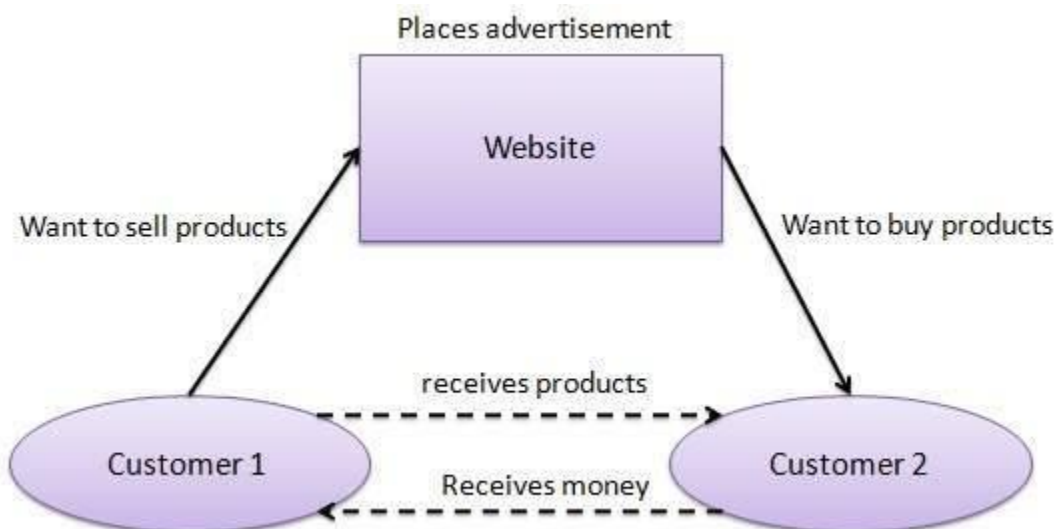 Places advertisement
Website
Want to sell products
Want to buy products
receives products
Customer 1
Customer 2
Receives money